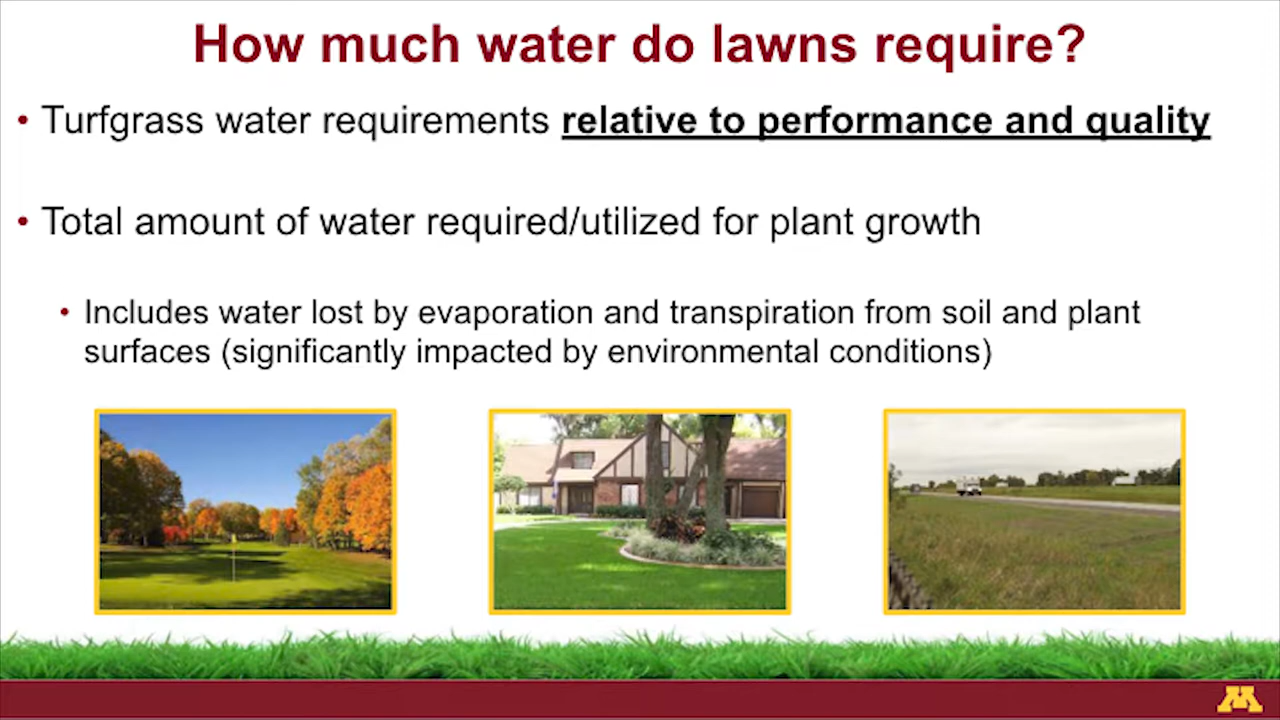 How much water do lawns require?
• Turfgrass water requirements relative to performance and quality
• Total amount of water required/utilized for plant growth
• Includes water lost by evaporation and transpiration from soil and plant
surfaces (significantly impacted by environmental conditions)
M